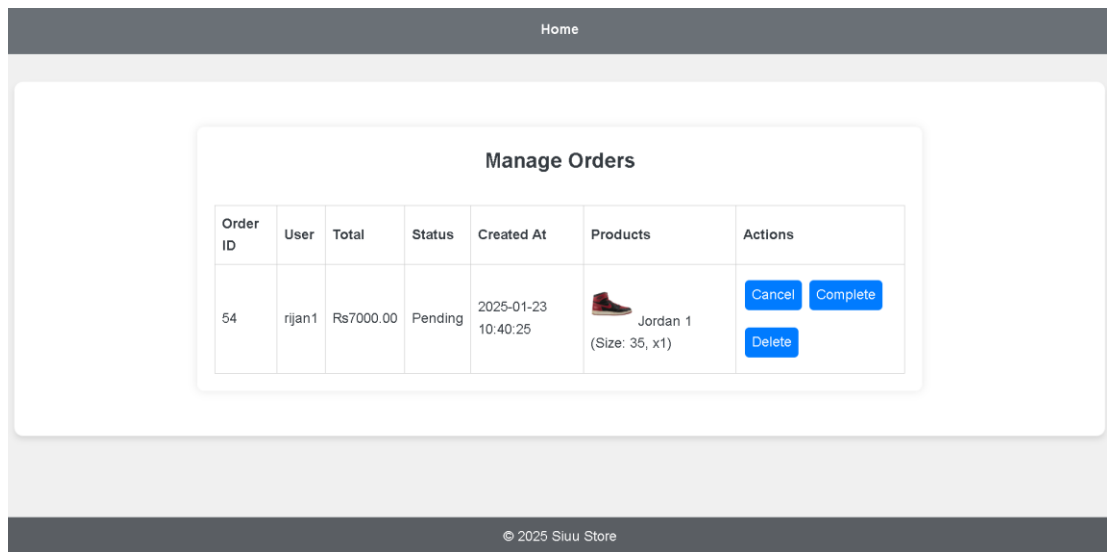 Home
Manage Orders
Order ID User Total Status Created At Products Actions
54 rijan1 Rs7000.00 Pending 2025-01-23 10:40:25 Jordan 1 (Size: 35, x1) Cancel Complete
Delete
© 2025 Siuu Store